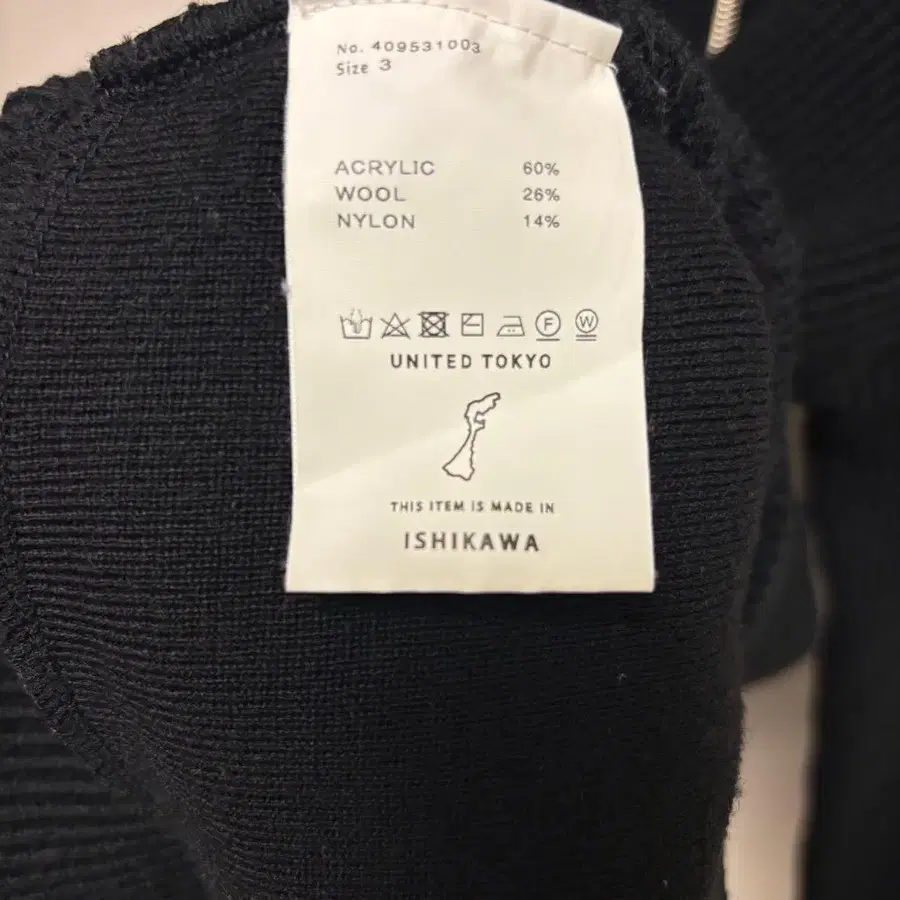 No. 409531003
Size 3
ACRYLIC 60%
WOOL 26%
NYLON 14%
F W
UNITED TOKYO
THIS ITEM IS MADE IN
ISHIKAWA